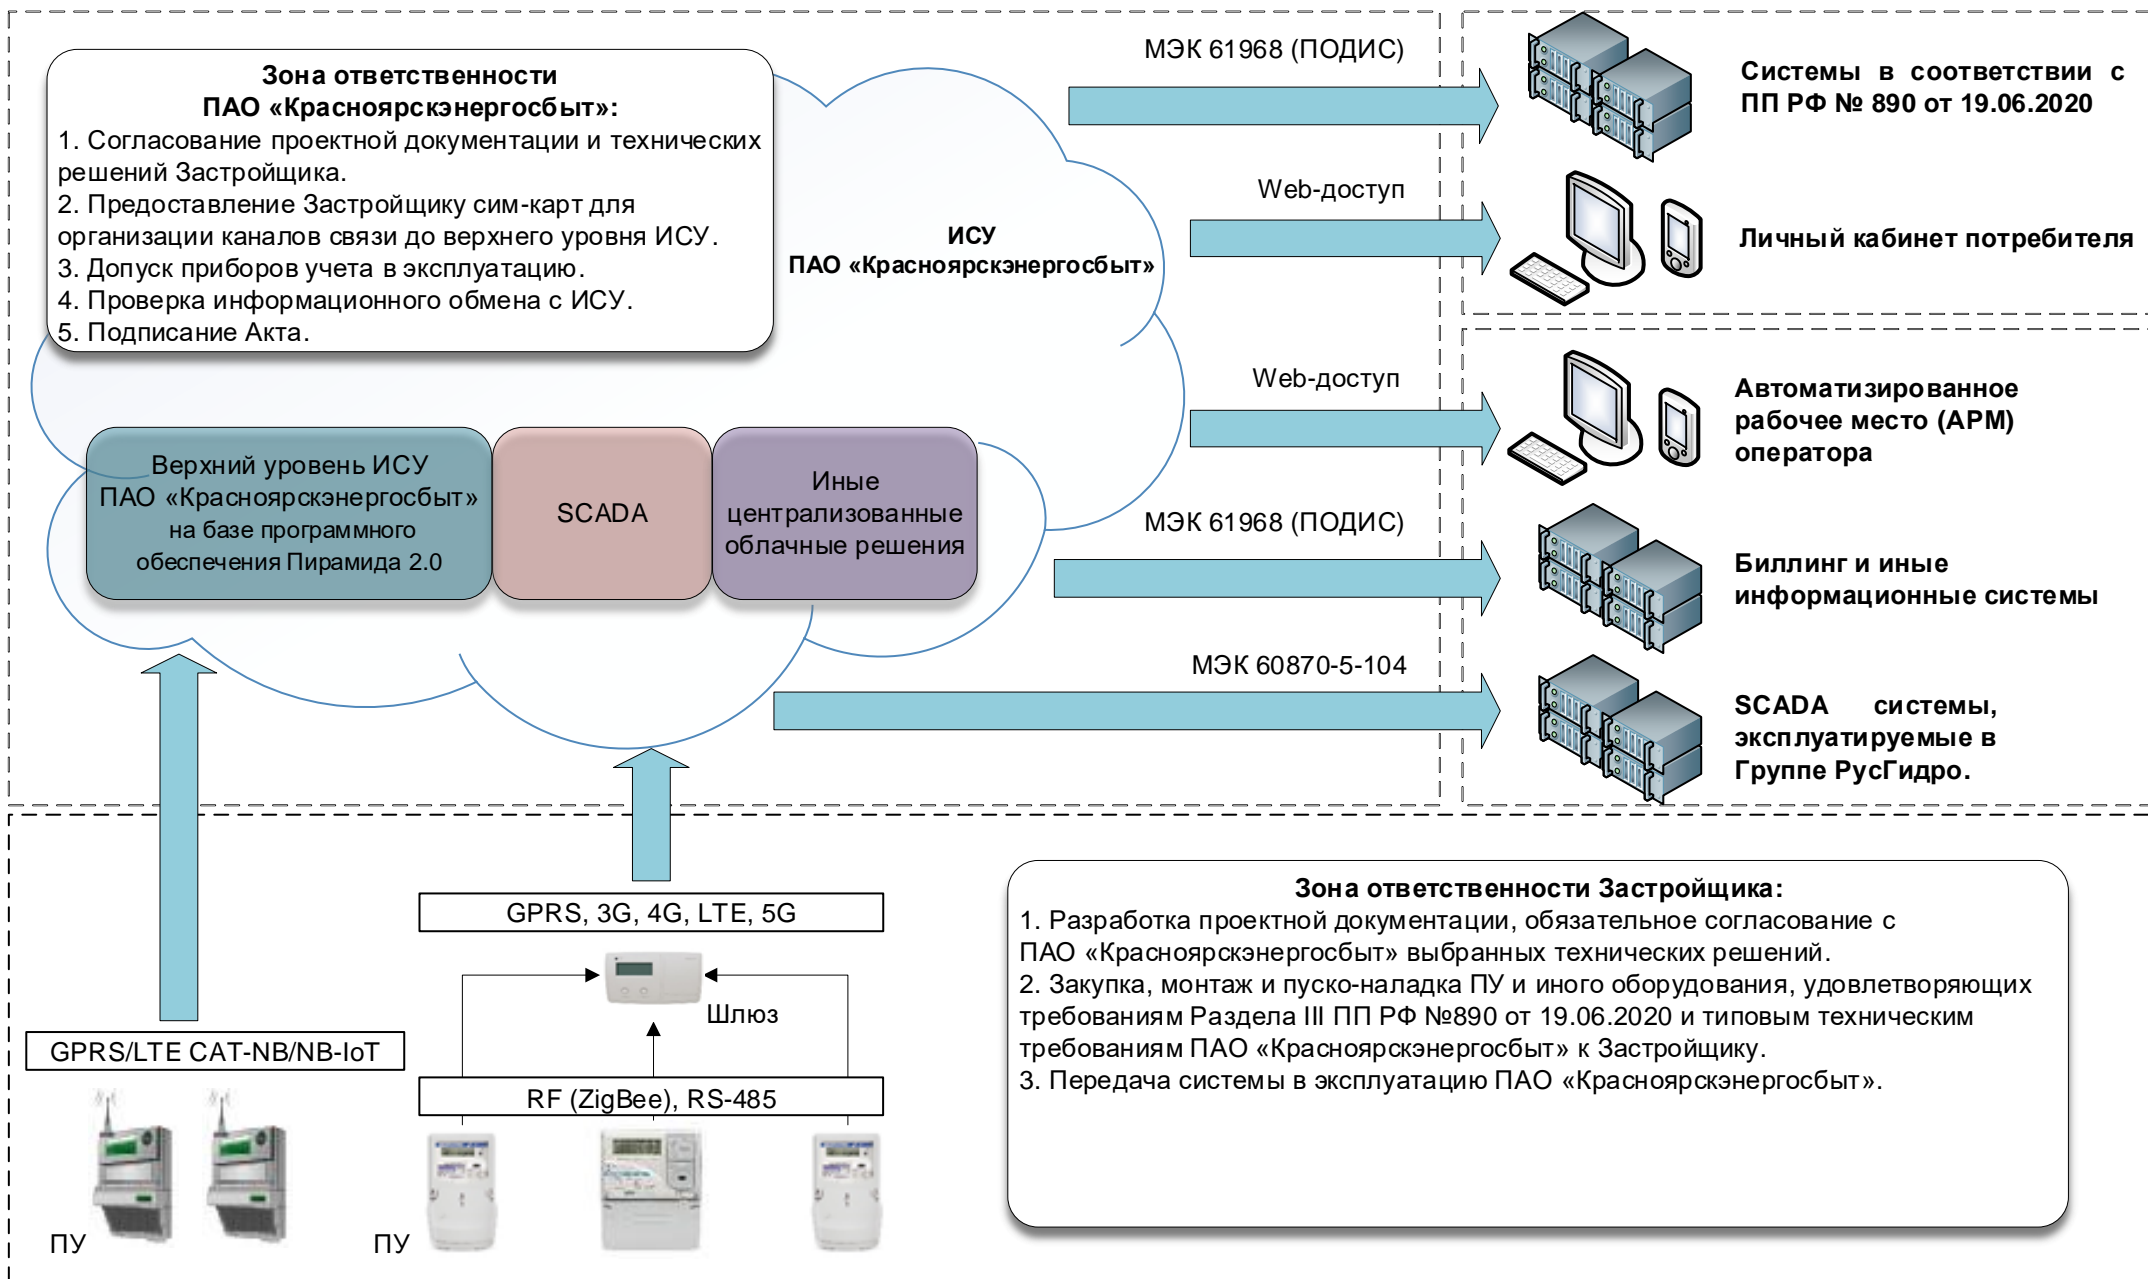 Зона ответственности
ПАО «Красноярскэнергосбыт»:
1. Согласование проектной документации и технических
решений Застройщика.
2. Предоставление Застройщику сим-карт для
организации каналов связи до верхнего уровня ИСУ.
3. Допуск приборов учета в эксплуатацию.
4. Проверка информационного обмена с ИСУ.
5. Подписание Акта.
ИСУ
ПАО «Красноярскэнергосбыт»
Верхний уровень ИСУ
ПАО «Красноярскэнергосбыт»
на базе программного
обеспечения Пирамида 2.0
SCADA
Иные
централизованные
облачные решения
МЭК 61968 (ПОДИС)
Системы в соответствии с
ПП РФ № 890 от 19.06.2020
Web-доступ
Личный кабинет потребителя
Web-доступ
Автоматизированное
рабочее место (АРМ)
оператора
МЭК 61968 (ПОДИС)
Биллинг и иные
информационные системы
МЭК 60870-5-104
SCADA системы,
эксплуатируемые в
Группе РусГидро.
GPRS, 3G, 4G, LTE, 5G
Шлюз
GPRS/LTE CAT-NB/NB-IoT
RF (ZigBee), RS-485
ПУ
ПУ
Зона ответственности Застройщика:
1. Разработка проектной документации, обязательное согласование с
ПАО «Красноярскэнергосбыт» выбранных технических решений.
2. Закупка, монтаж и пуско-наладка ПУ и иного оборудования, удовлетворяющих
требованиям Раздела III ПП РФ №890 от 19.06.2020 и типовым техническим
требованиям ПАО «Красноярскэнергосбыт» к Застройщику.
3. Передача системы в эксплуатацию ПАО «Красноярскэнергосбыт».